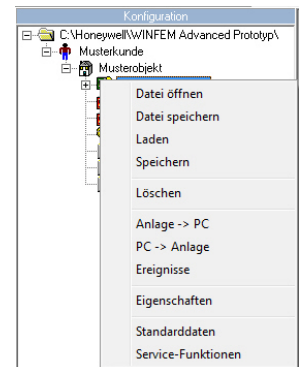 Konfiguration
C:\Honeywell\WINFEM Advanced Prototyp\
Musterkunde
Musterobjekt
Datei öffnen
Datei speichern
Laden
Speichern
Löschen
Anlage -> PC
PC -> Anlage
Ereignisse
Eigenschaften
Standarddaten
Service-Funktionen